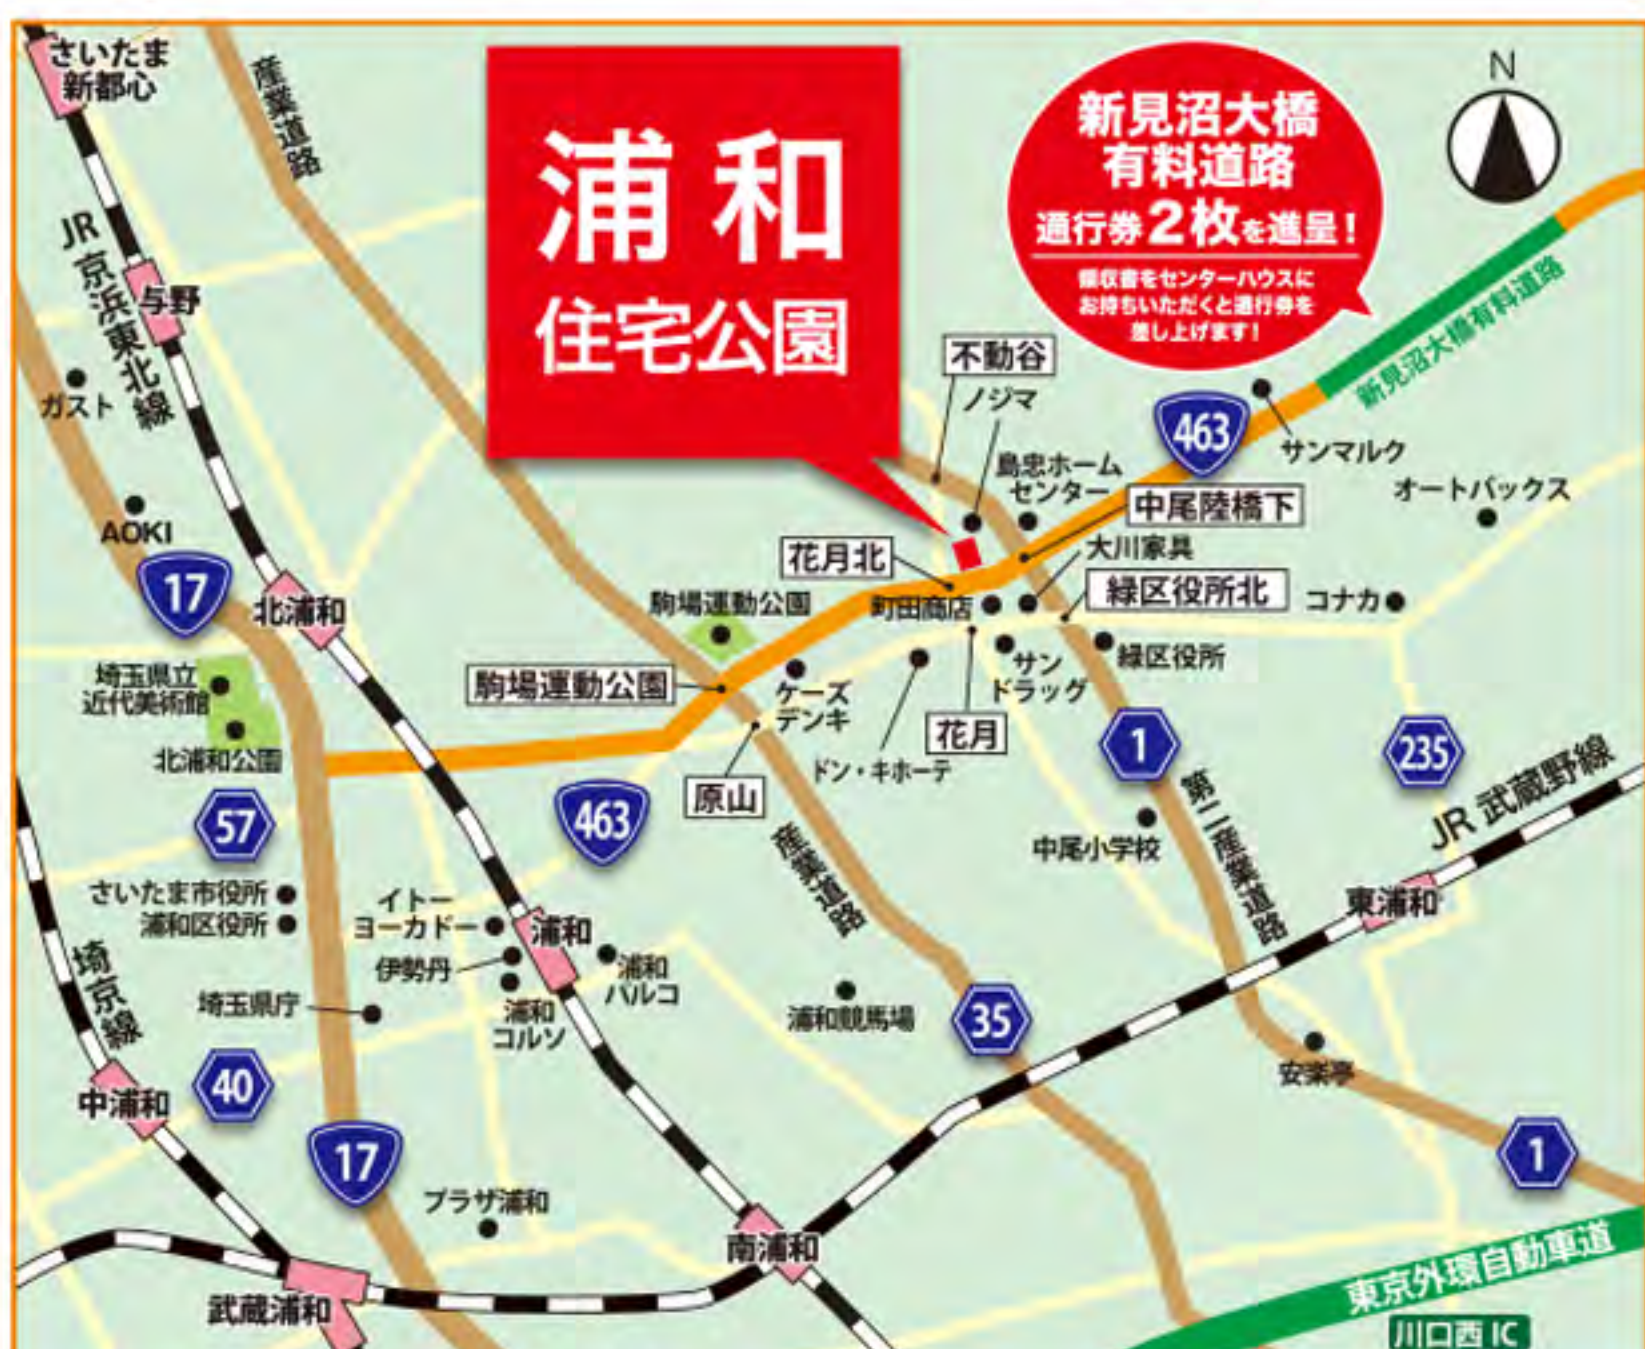 さいたま
新都心
産業道路
浦和
住宅公園
新見沼大橋
有料道路
通行券2枚を進呈!
領収書をセンターハウスに
お持ちいただくと通行券を
差し上げます!
N
JR 京浜東北線
与野
ガスト
AOKI
不動谷
ノジマ
島忠ホーム
センター
463
サンマルク
新見沼大橋有料道路
オートバックス
中尾陸橋下
大川家具
花月北
17
北浦和
駒場運動公園
町田商店
緑区役所北
コナカ
埼玉県立
近代美術館
北浦和公園
駒場運動公園
ケーズ
デンキ
サン
ドラッグ
緑区役所
花月
ドン・キホーテ
原山
1
235
57
463
産業道路
中尾小学校
第二産業道路
JR 武蔵野線
さいたま市役所
浦和区役所
イトー
ヨーカドー
浦和
伊勢丹
浦和
パルコ
浦和
コルソ
東浦和
埼京線
埼玉県庁
浦和競馬場
35
安楽亭
中浦和
40
17
1
プラザ浦和
南浦和
武蔵浦和
東京外環自動車道
川口西 IC